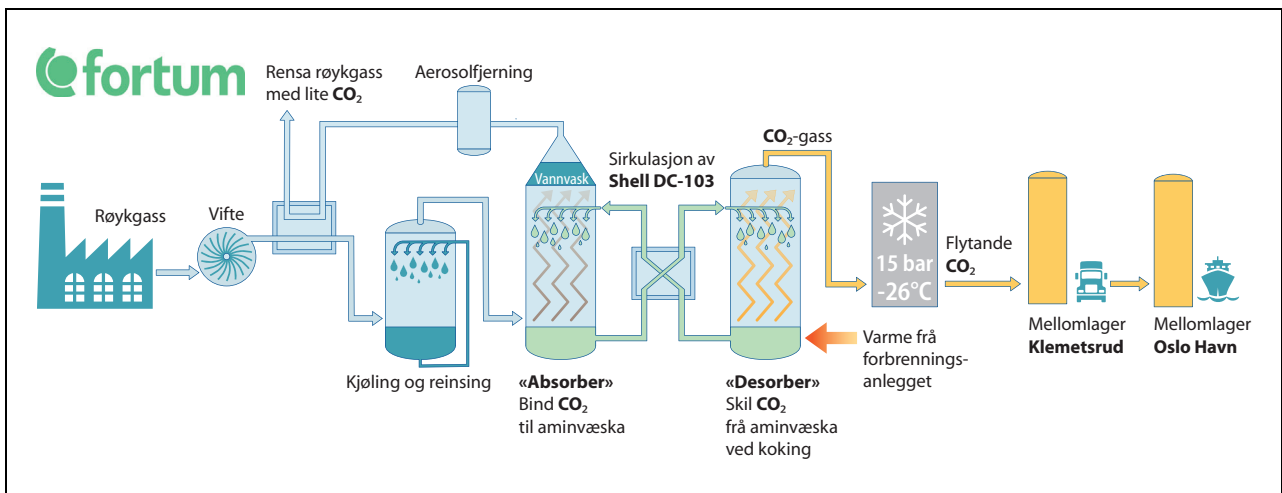 fortum
Rensa røykgass
med lite CO₂
Aerosolfjerning
Røykgass
Vifte
Kjøling og reinsing
Vannvask
«Absorber»
Bind CO₂
til aminvæska
Sirkulasjon av
Shell DC-103
CO₂-gass
«Desorber»
Skil CO₂
frå aminvæska
ved koking
Varme frå
forbrennings-
anlegget
15 bar
-26°C
Flytande
CO₂
Mellomlager
Klemetsrud
Mellomlager
Oslo Havn